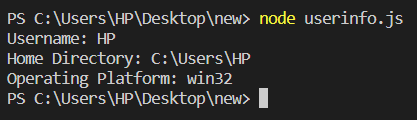 PS C:\Users\HP\Desktop\new> node userinfo.js
Username: HP
Home Directory: C:\Users\HP
Operating Platform: win32
PS C:\Users\HP\Desktop\new>